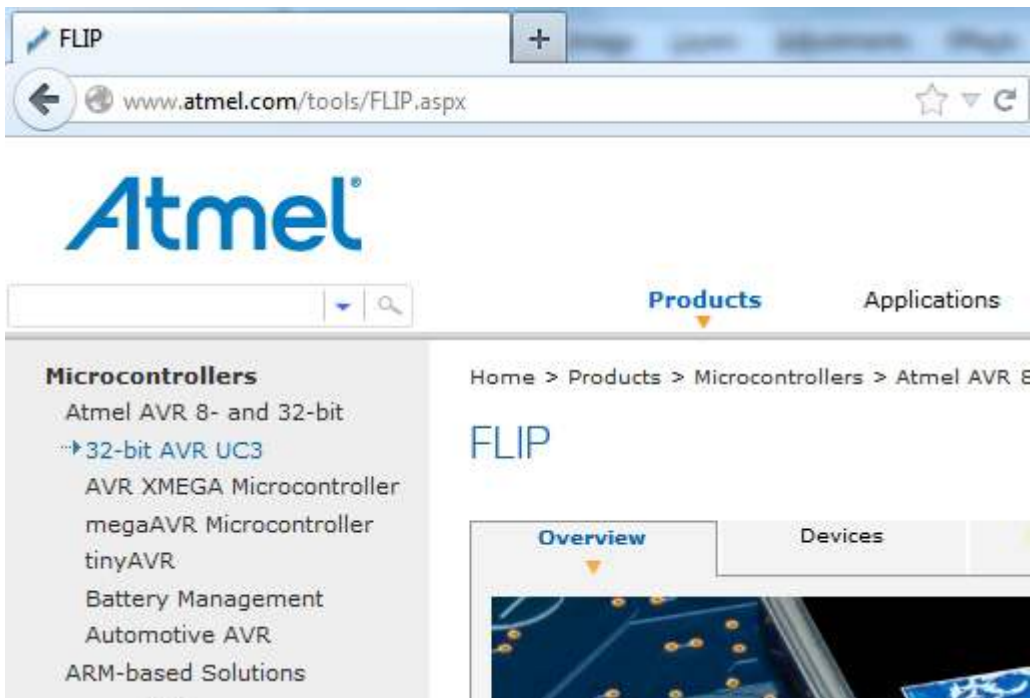 FLIP
www.atmel.com/tools/FLIP.aspx
Atmel®
Products Applications
Microcontrollers
Atmel AVR 8- and 32-bit
32-bit AVR UC3
AVR XMEGA Microcontroller
megaAVR Microcontroller
tinyAVR
Battery Management
Automotive AVR
ARM-based Solutions
Home > Products > Microcontrollers > Atmel AVR 8
FLIP
Overview Devices